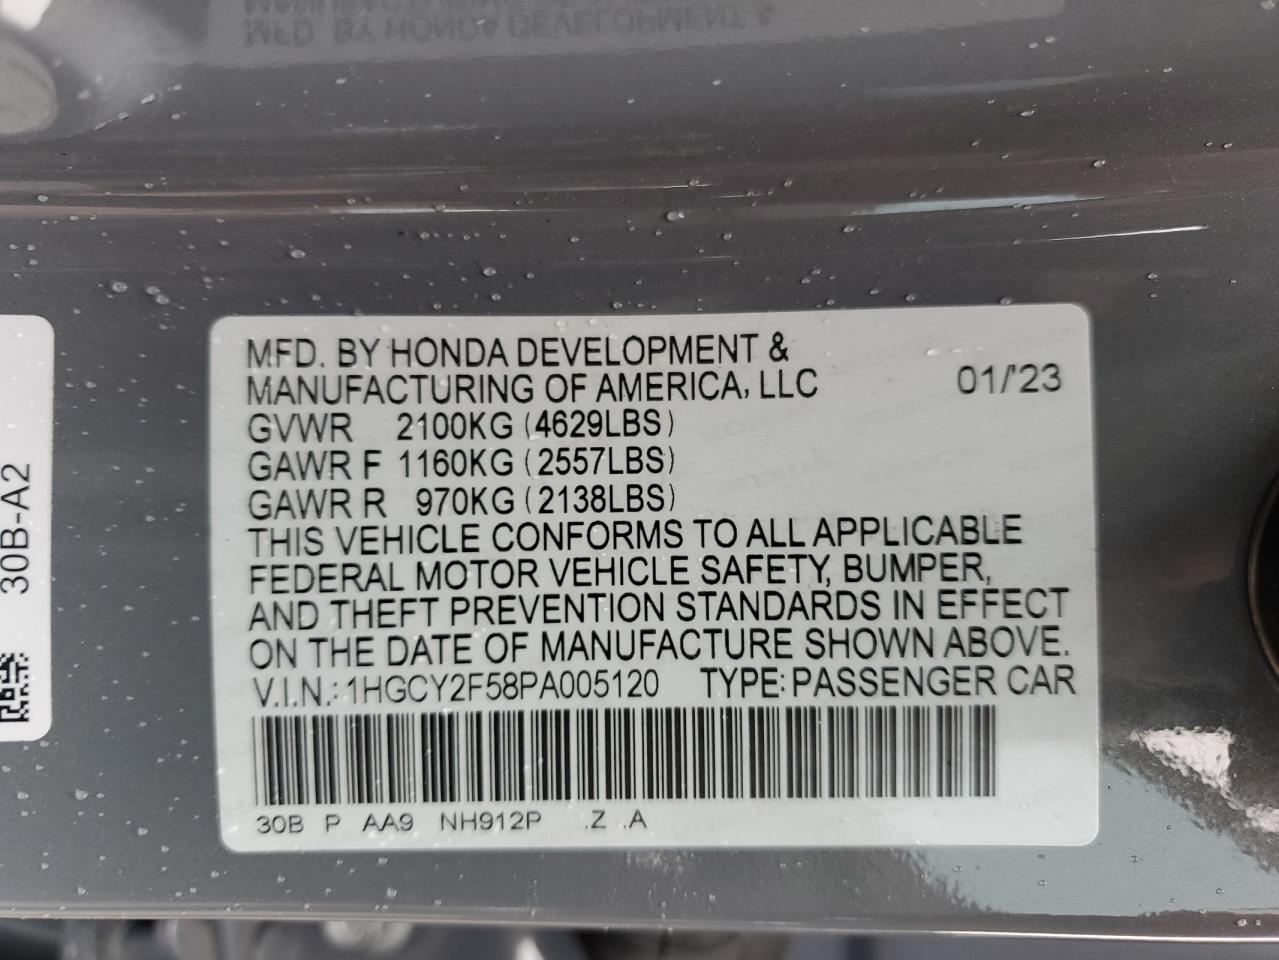 MFD. BY HONDA DEVELOPMENT &
MANUFACTURING OF AMERICA, LLC 01/'23
GVWR 2100KG (4629LBS)
GAWR F 1160KG (2557LBS)
GAWR R 970KG (2138LBS)
THIS VEHICLE CONFORMS TO ALL APPLICABLE
FEDERAL MOTOR VEHICLE SAFETY, BUMPER,
AND THEFT PREVENTION STANDARDS IN EFFECT
ON THE DATE OF MANUFACTURE SHOWN ABOVE.
V.I.N.: 1HGCY2F58PA005120 TYPE: PASSENGER CAR
30B P AA9 NH912P .Z .A
30B-A2